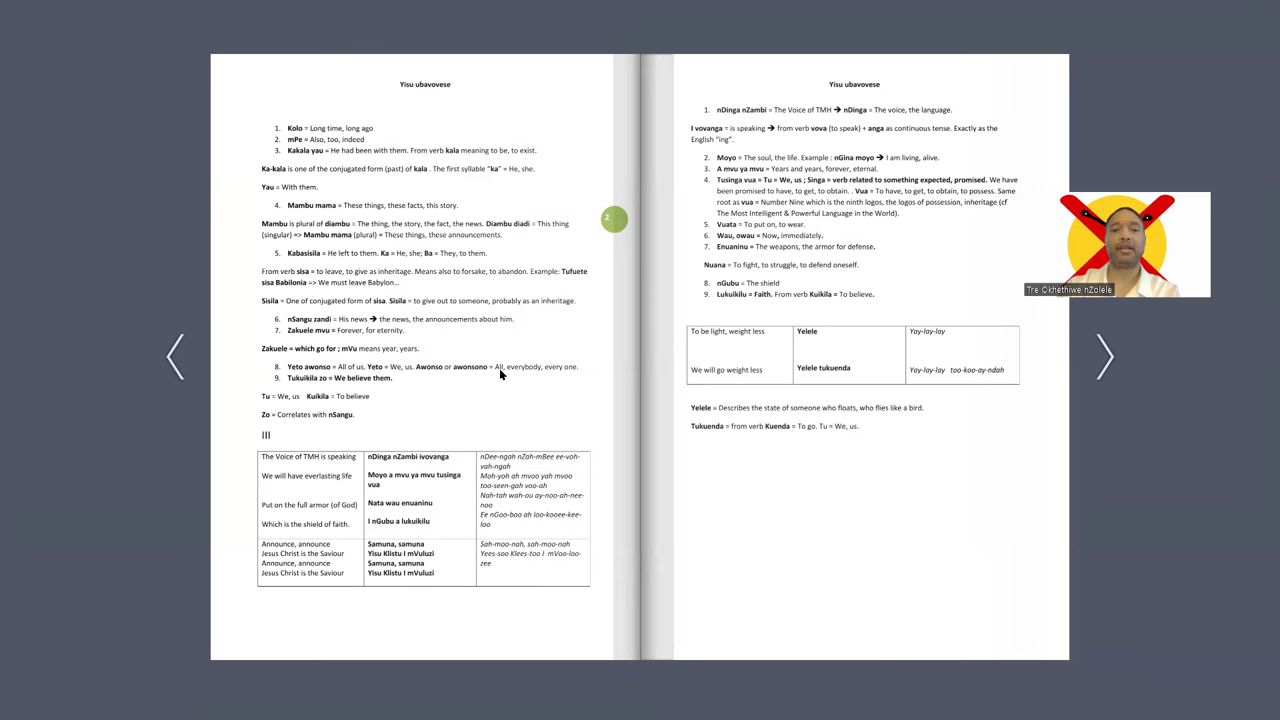 Yisu ubavovese
1. Kolo = Long time, long ago
2. mPe = Also, too, indeed
3. Kakala yau = He had been with them. From verb kala meaning to be, to exist.
Ka-kala is one of the conjugated form (past) of kala . The first syllable "ka" = He, she.
Yau = With them.
4. Mambu mama = These things, these facts, this story.
Mambu is plural of diambu = The thing, the story, the fact, the news. Diambu diadi = This thing
(singular) => Mambu mama (plural) = These things, these announcements.
5. Kabasisila = He left to them. Ka = He, she; Ba = They, to them.
From verb sisa = to leave, to give as inheritance. Means also to forsake, to abandon. Example: Tufuete
sisa Babilonia => We must leave Babylon…
Sisila = One of conjugated form of sisa. Sisila = to give out to someone, probably as an inheritance.
6. nSangu zandi = His news ➔ the news, the announcements about him.
7. Zakuele mvu = Forever, for eternity.
Zakuele = which go for ; mVu means year, years.
8. Yeto awonso = All of us. Yeto = We, us. Awonso or awonsono = All, everybody, every one.
9. Tukuikila zo = We believe them.
Tu = We, us Kuikila = To believe
Zo = Correlates with nSangu.
III
The Voice of TMH is speaking
We will have everlasting life
Put on the full armor (of God)
Which is the shield of faith.
nDinga nZambi ivovanga
Moyo a mvu ya mvu tusinga
vua
Nata wau enuaninu
I nGubu a lukuikilu
nDee-ngah nZah-mBee ee-voh-
vah-ngah
Moh-yoh ah mvoo yah mvoo
too-seen-gah voo-ah
Nah-tah wah-ou ay-noo-ah-nee-
noo
Ee nGoo-boo ah loo-kooee-kee-
loo
Announce, announce
Jesus Christ is the Saviour
Announce, announce
Jesus Christ is the Saviour
Samuna, samuna
Yisu Klistu I mVuluzi
Samuna, samuna
Yisu Klistu I mVuluzi
Sah-moo-nah, sah-moo-nah
Yees-soo Klees-too I mVoo-loo-
zee
2
Yisu ubavovese
1. nDinga nZambi = The Voice of TMH ➔ nDinga = The voice, the language.
I vovanga = is speaking ➔ from verb vova (to speak) + anga as continuous tense. Exactly as the
English "ing".
2. Moyo = The soul, the life. Example : nGina moyo ➔ I am living, alive.
3. A mvu ya mvu = Years and years, forever, eternal.
4. Tusinga vua = Tu = We, us ; Singa = verb related to something expected, promised. We have
been promised to have, to get, to obtain. . Vua = To have, to get, to obtain, to possess. Same
root as vua = Number Nine which is the ninth logos, the logos of possession, inheritance (cf
The Most Intelligent & Powerful Language in the World).
5. Vuata = To put on, to wear.
6. Wau, owau = Now, immediately.
7. Enuaninu = The weapons, the armor for defense.
Nuana = To fight, to struggle, to defend oneself.
8. nGubu = The shield
9. Lukuikilu = Faith. From verb Kuikila = To believe.
To be light, weight less
Yelele
Yay-lay-lay
We will go weight less
Yelele tukuenda
Yay-lay-lay too-koo-ay-ndah
Yelele = Describes the state of someone who floats, who flies like a bird.
Tukuenda = from verb Kuenda = To go. Tu = We, us.
Tre Okhethiwe nZolele